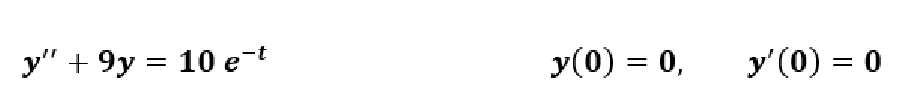 y'' + 9y = 10 e^{-t} y(0) = 0, y'(0) = 0